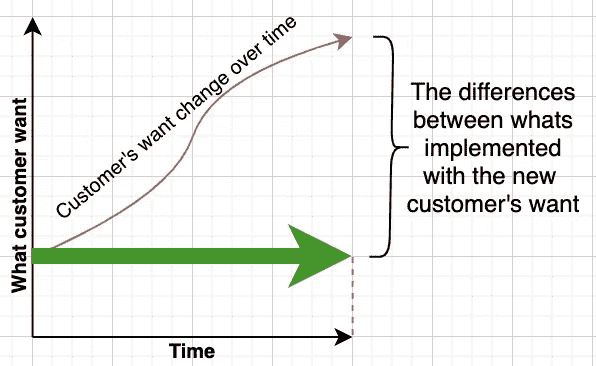 What customer want
Customer's want change over time
The differences
between whats
implemented
with the new
customer's want
Time